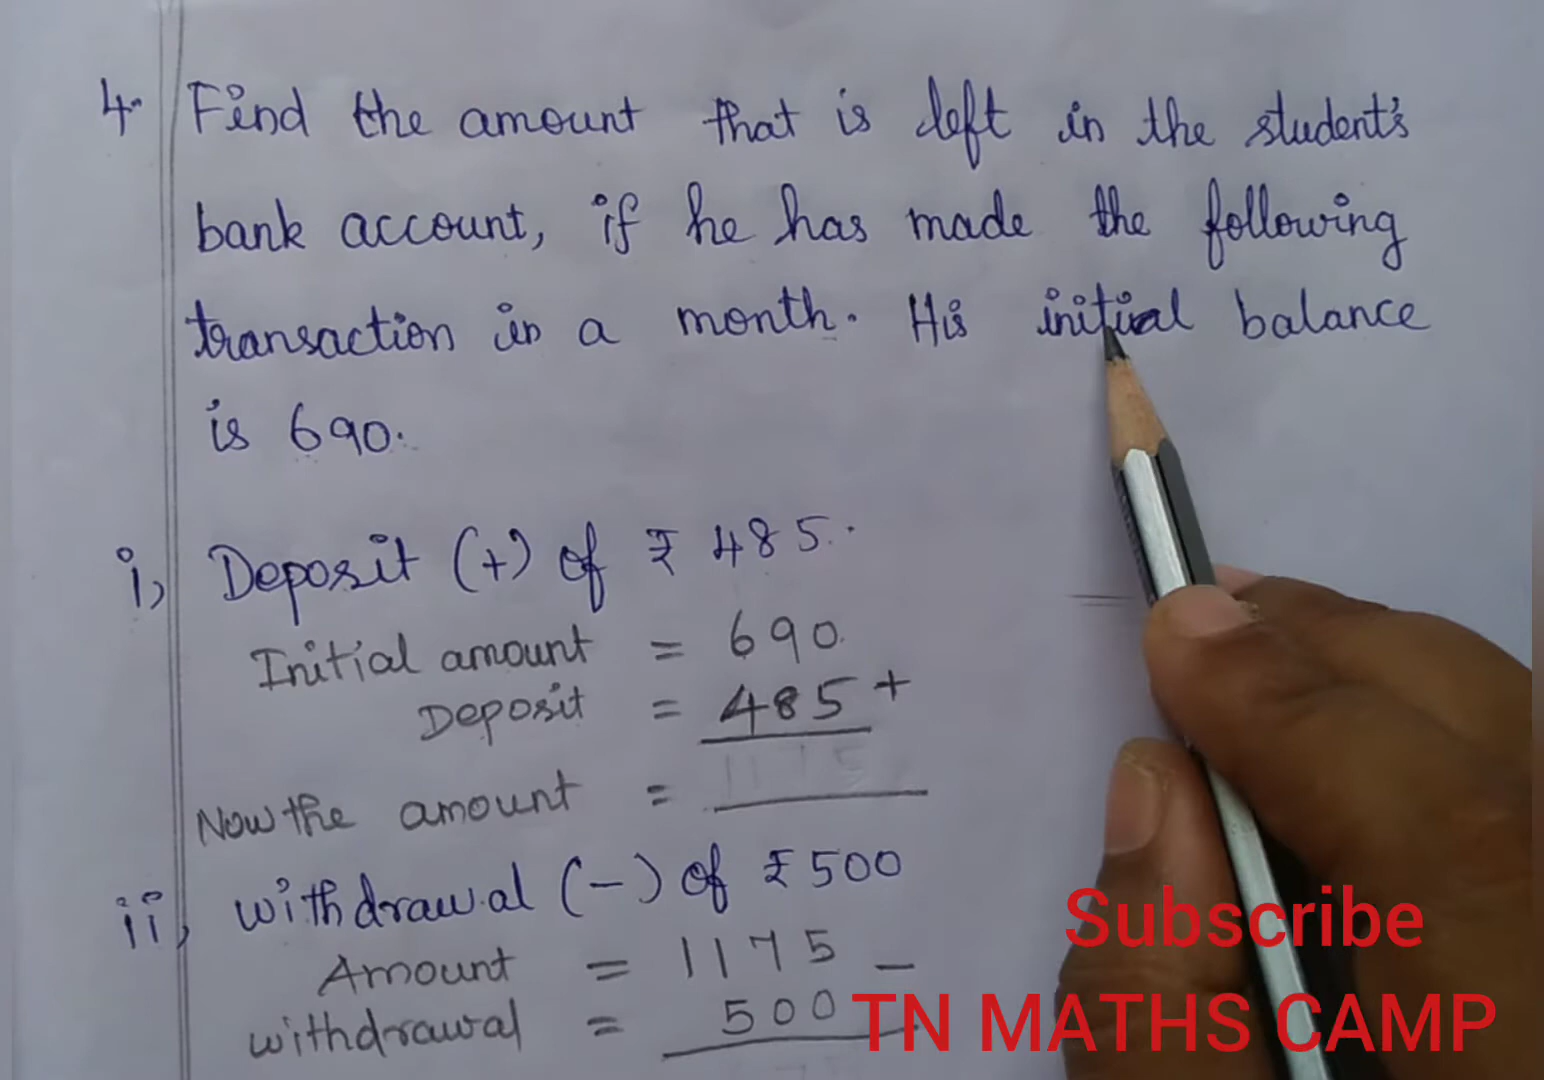 4. Find the amount that is left in the student's
bank account, if he has made the following
transaction in a month. His initial balance
is 690.
i, Deposit (+) of ₹ 485.
Initial amount = 690
Deposit = 485 +
Now the amount = 1175
ii, withdrawal (-) of ₹ 500
Amount = 1175 -
withdrawal = 500
Subscribe
TN MATHS CAMP